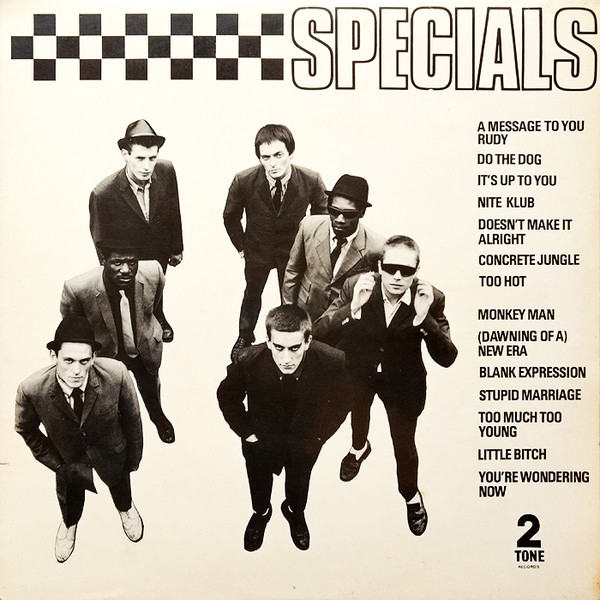 SPECIALS
A MESSAGE TO YOU
RUDY
DO THE DOG
IT'S UP TO YOU
NITE KLUB
DOESN'T MAKE IT
ALRIGHT
CONCRETE JUNGLE
TOO HOT
MONKEY MAN
(DAWNING OF A)
NEW ERA
BLANK EXPRESSION
STUPID MARRIAGE
TOO MUCH TOO
YOUNG
LITTLE BITCH
YOU'RE WONDERING
NOW
2
TONE
RECORDS